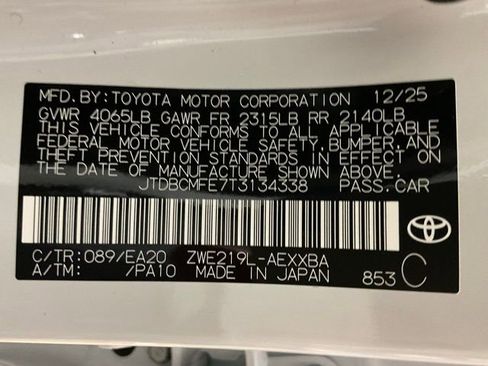 MFD.BY:TOYOTA MOTOR CORPORATION 12/25
GVWR 4065LB GAWR FR 2315LB RR 2140LB
THIS VEHICLE CONFORMS TO ALL APPLICABLE
FEDERAL MOTOR VEHICLE SAFETY,BUMPER,AND
THEFT PREVENTION STANDARDS IN EFFECT ON
THE DATE OF MANUFACTURE SHOWN ABOVE.
JTDBCMFE7T3134338 PASS.CAR
C/TR:089/EA20 ZWE219L-AEXXBA
A/TM: /PA10 MADE IN JAPAN 853 C